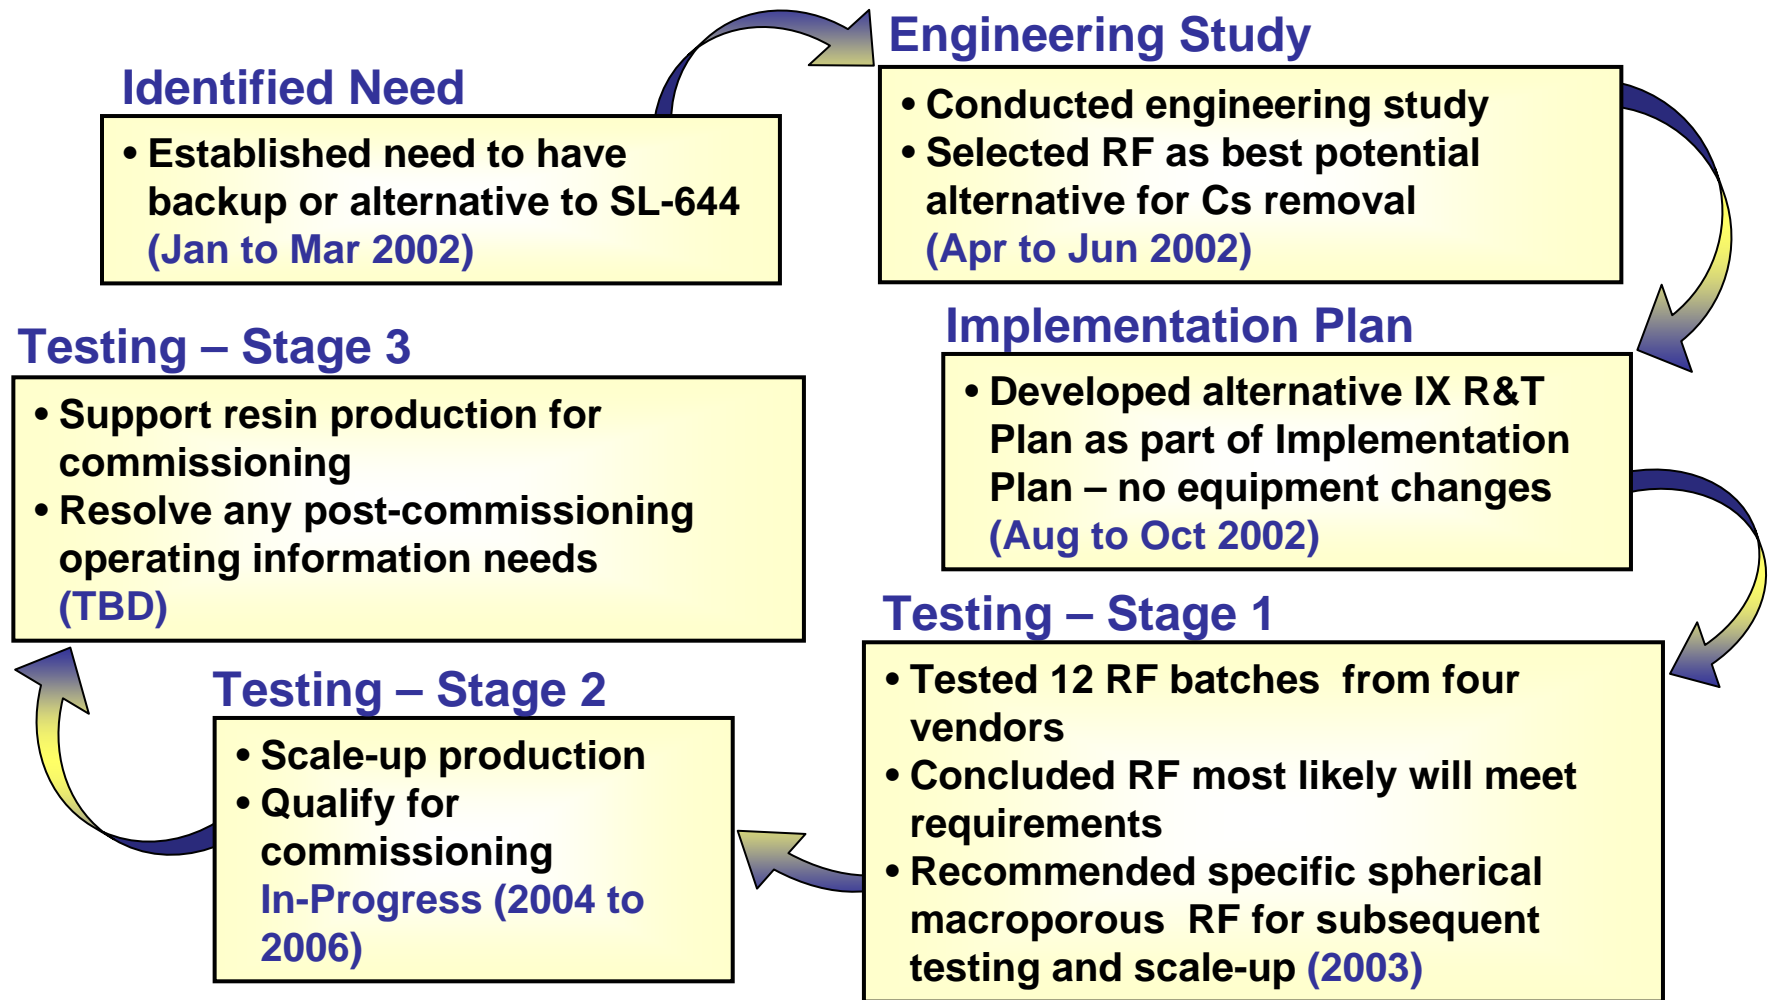 Identified Need
• Established need to have
backup or alternative to SL-644
(Jan to Mar 2002)
Engineering Study
• Conducted engineering study
• Selected RF as best potential
alternative for Cs removal
(Apr to Jun 2002)
Implementation Plan
• Developed alternative IX R&T
Plan as part of Implementation
Plan – no equipment changes
(Aug to Oct 2002)
Testing – Stage 1
• Tested 12 RF batches from four
vendors
• Concluded RF most likely will meet
requirements
• Recommended specific spherical
macroporous RF for subsequent
testing and scale-up (2003)
Testing – Stage 2
• Scale-up production
• Qualify for
commissioning
In-Progress (2004 to
2006)
Testing – Stage 3
• Support resin production for
commissioning
• Resolve any post-commissioning
operating information needs
(TBD)